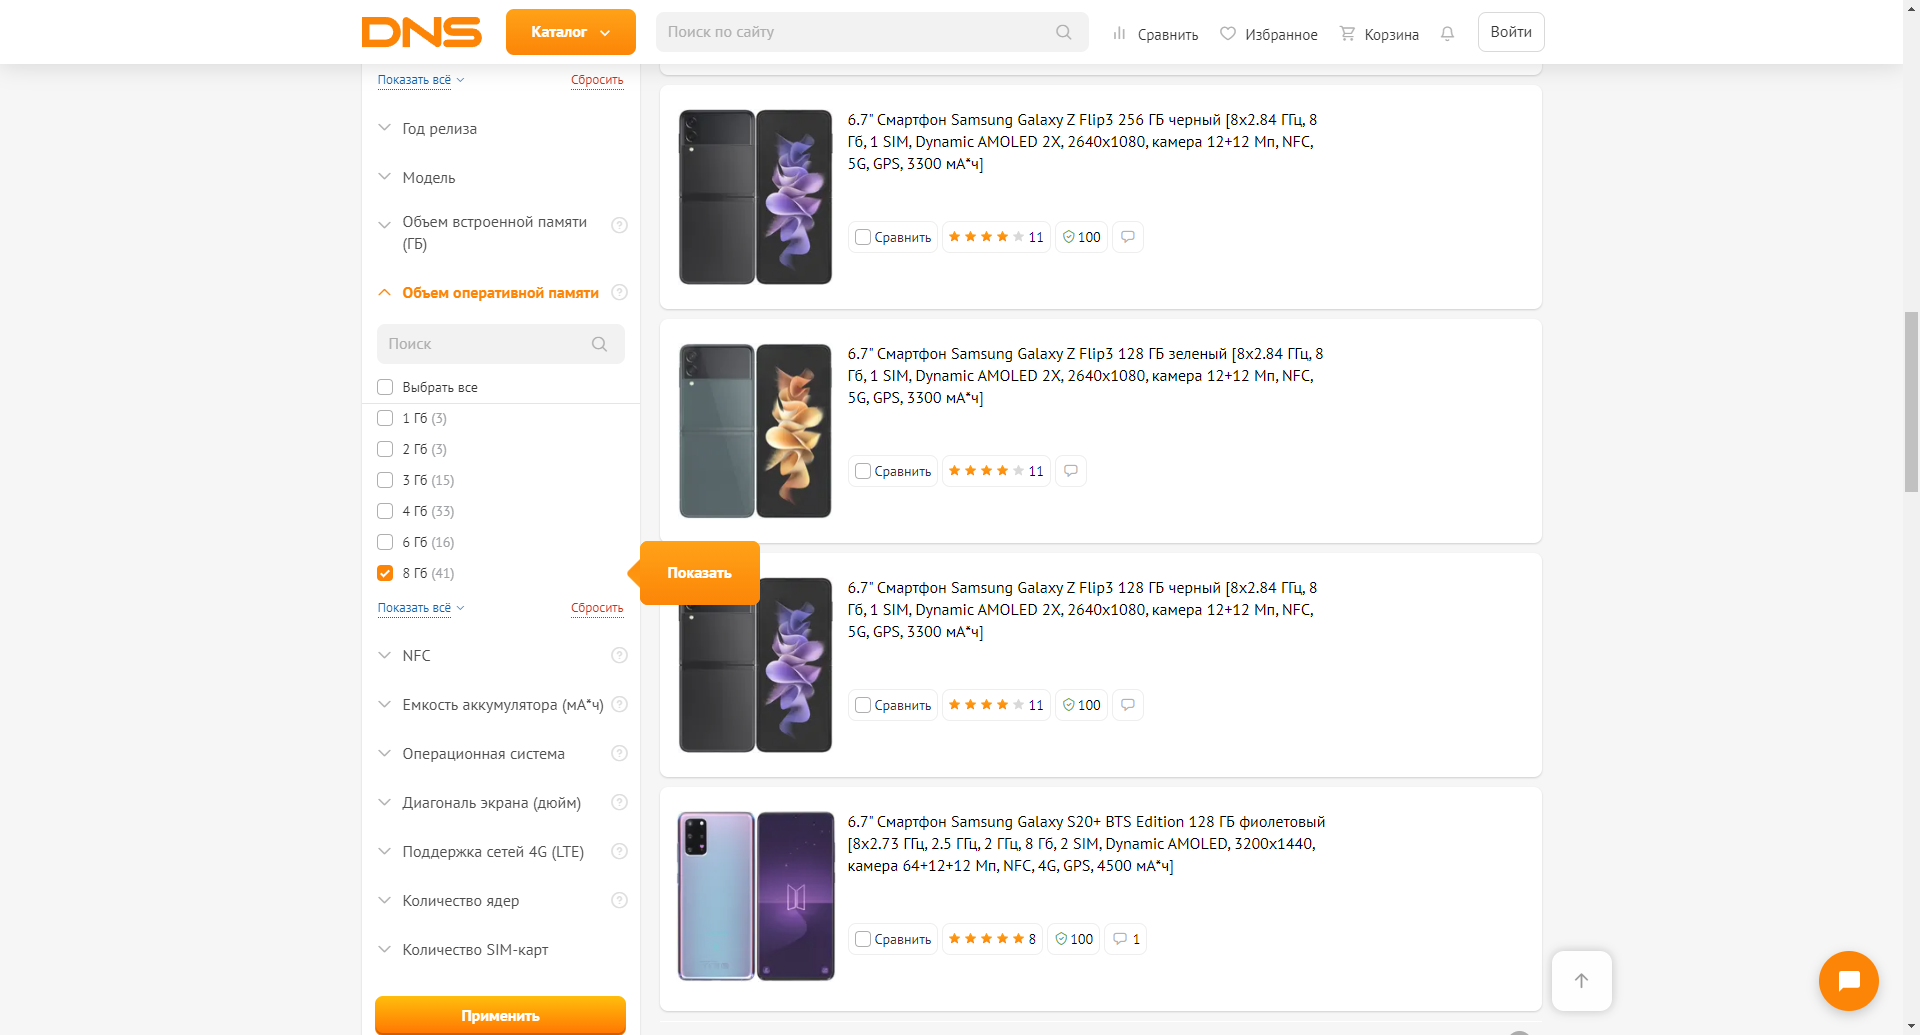 DNS
Каталог
Поиск по сайту
Сравнить
Избранное
Корзина
Войти
Показать всё
Сбросить
Год релиза
Модель
Объем встроенной памяти
(ГБ)
Объем оперативной памяти
Поиск
Выбрать все
1 Гб (3)
2 Гб (3)
3 Гб (15)
4 Гб (33)
6 Гб (16)
8 Гб (41)
Показать
Показать всё
Сбросить
NFC
Емкость аккумулятора (мА*ч)
Операционная система
Диагональ экрана (дюйм)
Поддержка сетей 4G (LTE)
Количество ядер
Количество SIM-карт
Применить
6.7" Смартфон Samsung Galaxy Z Flip3 256 ГБ черный [8x2.84 ГГц, 8
Гб, 1 SIM, Dynamic AMOLED 2X, 2640x1080, камера 12+12 Мп, NFC,
5G, GPS, 3300 мА*ч]
Сравнить
11
100
6.7" Смартфон Samsung Galaxy Z Flip3 128 ГБ зеленый [8x2.84 ГГц, 8
Гб, 1 SIM, Dynamic AMOLED 2X, 2640x1080, камера 12+12 Мп, NFC,
5G, GPS, 3300 мА*ч]
Сравнить
11
6.7" Смартфон Samsung Galaxy Z Flip3 128 ГБ черный [8x2.84 ГГц, 8
Гб, 1 SIM, Dynamic AMOLED 2X, 2640x1080, камера 12+12 Мп, NFC,
5G, GPS, 3300 мА*ч]
Сравнить
11
100
6.7" Смартфон Samsung Galaxy S20+ BTS Edition 128 ГБ фиолетовый
[8x2.73 ГГц, 2.5 ГГц, 2 ГГц, 8 Гб, 2 SIM, Dynamic AMOLED, 3200x1440,
камера 64+12+12 Мп, NFC, 4G, GPS, 4500 мА*ч]
Сравнить
8
100
1